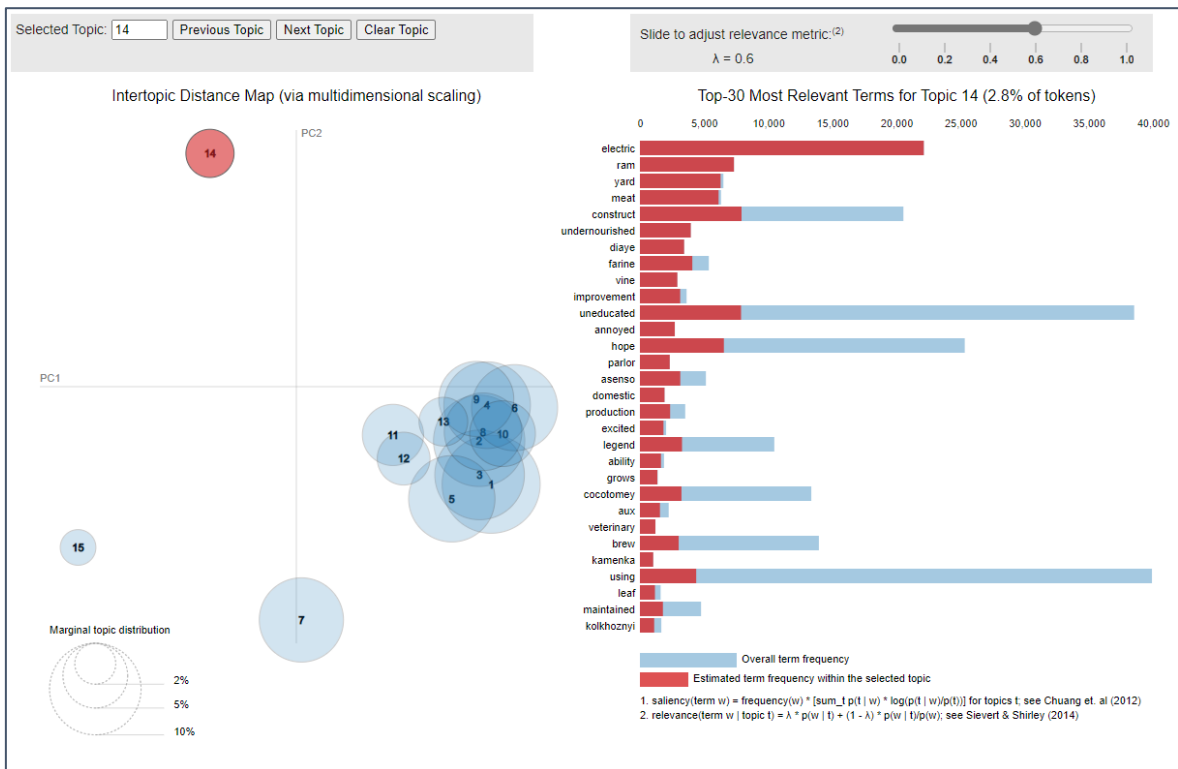 Selected Topic: 14 Previous Topic Next Topic Clear Topic
Slide to adjust relevance metric:(2)
λ = 0.6
0.0 0.2 0.4 0.6 0.8 1.0
Intertopic Distance Map (via multidimensional scaling)
PC2
PC1
14
9
4
6
13
8
10
2
11
12
3
1
5
15
7
Marginal topic distribution
2%
5%
10%
Top-30 Most Relevant Terms for Topic 14 (2.8% of tokens)
0 5,000 10,000 15,000 20,000 25,000 30,000 35,000 40,000
electric
ram
yard
meat
construct
undernourished
diaye
farine
vine
improvement
uneducated
annoyed
hope
parlor
asenso
domestic
production
excited
legend
ability
grows
cocotomey
aux
veterinary
brew
kamenka
using
leaf
maintained
kolkhoznyi
Overall term frequency
Estimated term frequency within the selected topic
1. saliency(term w) = frequency(w) * [sum_t p(t | w) * log(p(t | w)/p(t))] for topics t; see Chuang et. al (2012)
2. relevance(term w | topic t) = λ * p(w | t) + (1 - λ) * p(w | t)/p(w); see Sievert & Shirley (2014)